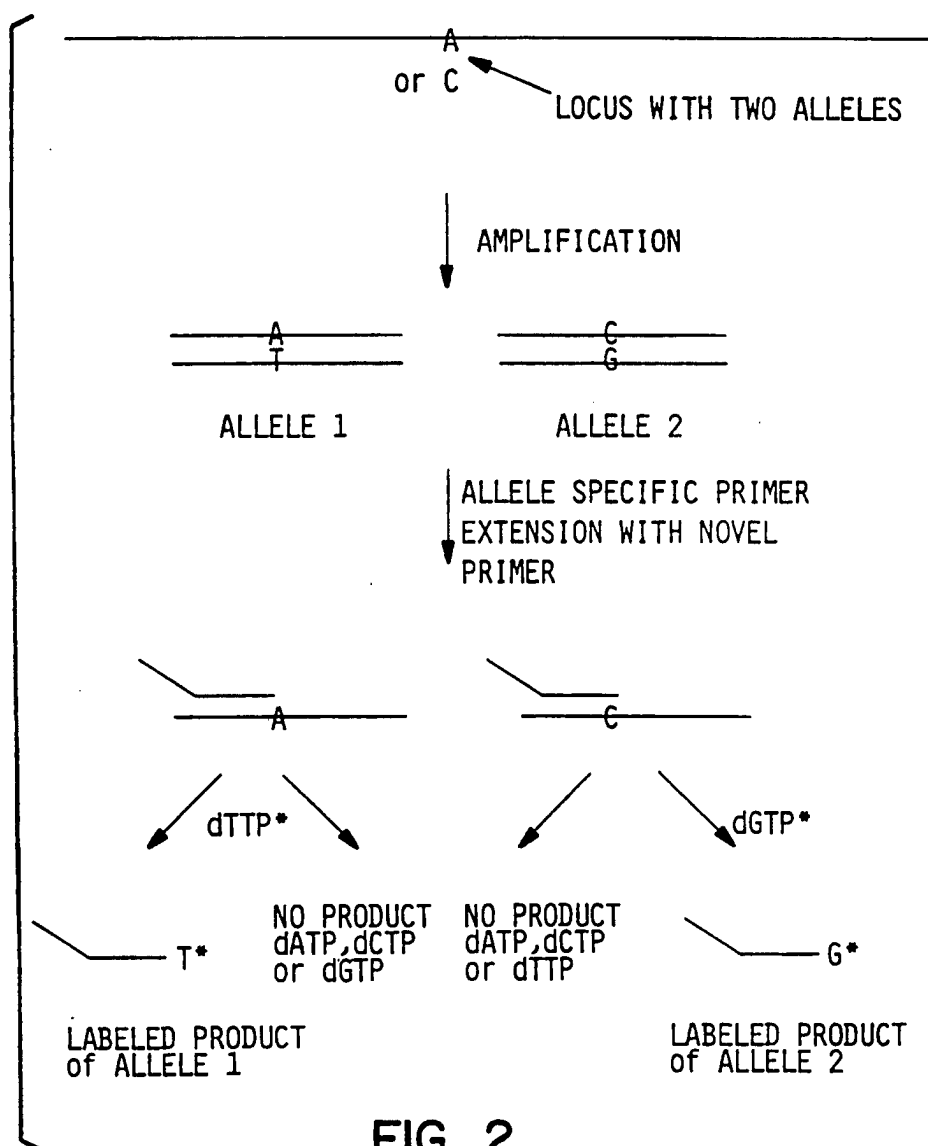 A
or C
LOCUS WITH TWO ALLELES
AMPLIFICATION
A
T
C
G
ALLELE 1
ALLELE 2
ALLELE SPECIFIC PRIMER
EXTENSION WITH NOVEL
PRIMER
A
C
dTTP*
dGTP*
T*
NO PRODUCT
dATP,dCTP
or dGTP
NO PRODUCT
dATP,dCTP
or dTTP
G*
LABELED PRODUCT
of ALLELE 1
LABELED PRODUCT
of ALLELE 2
FIG. 2